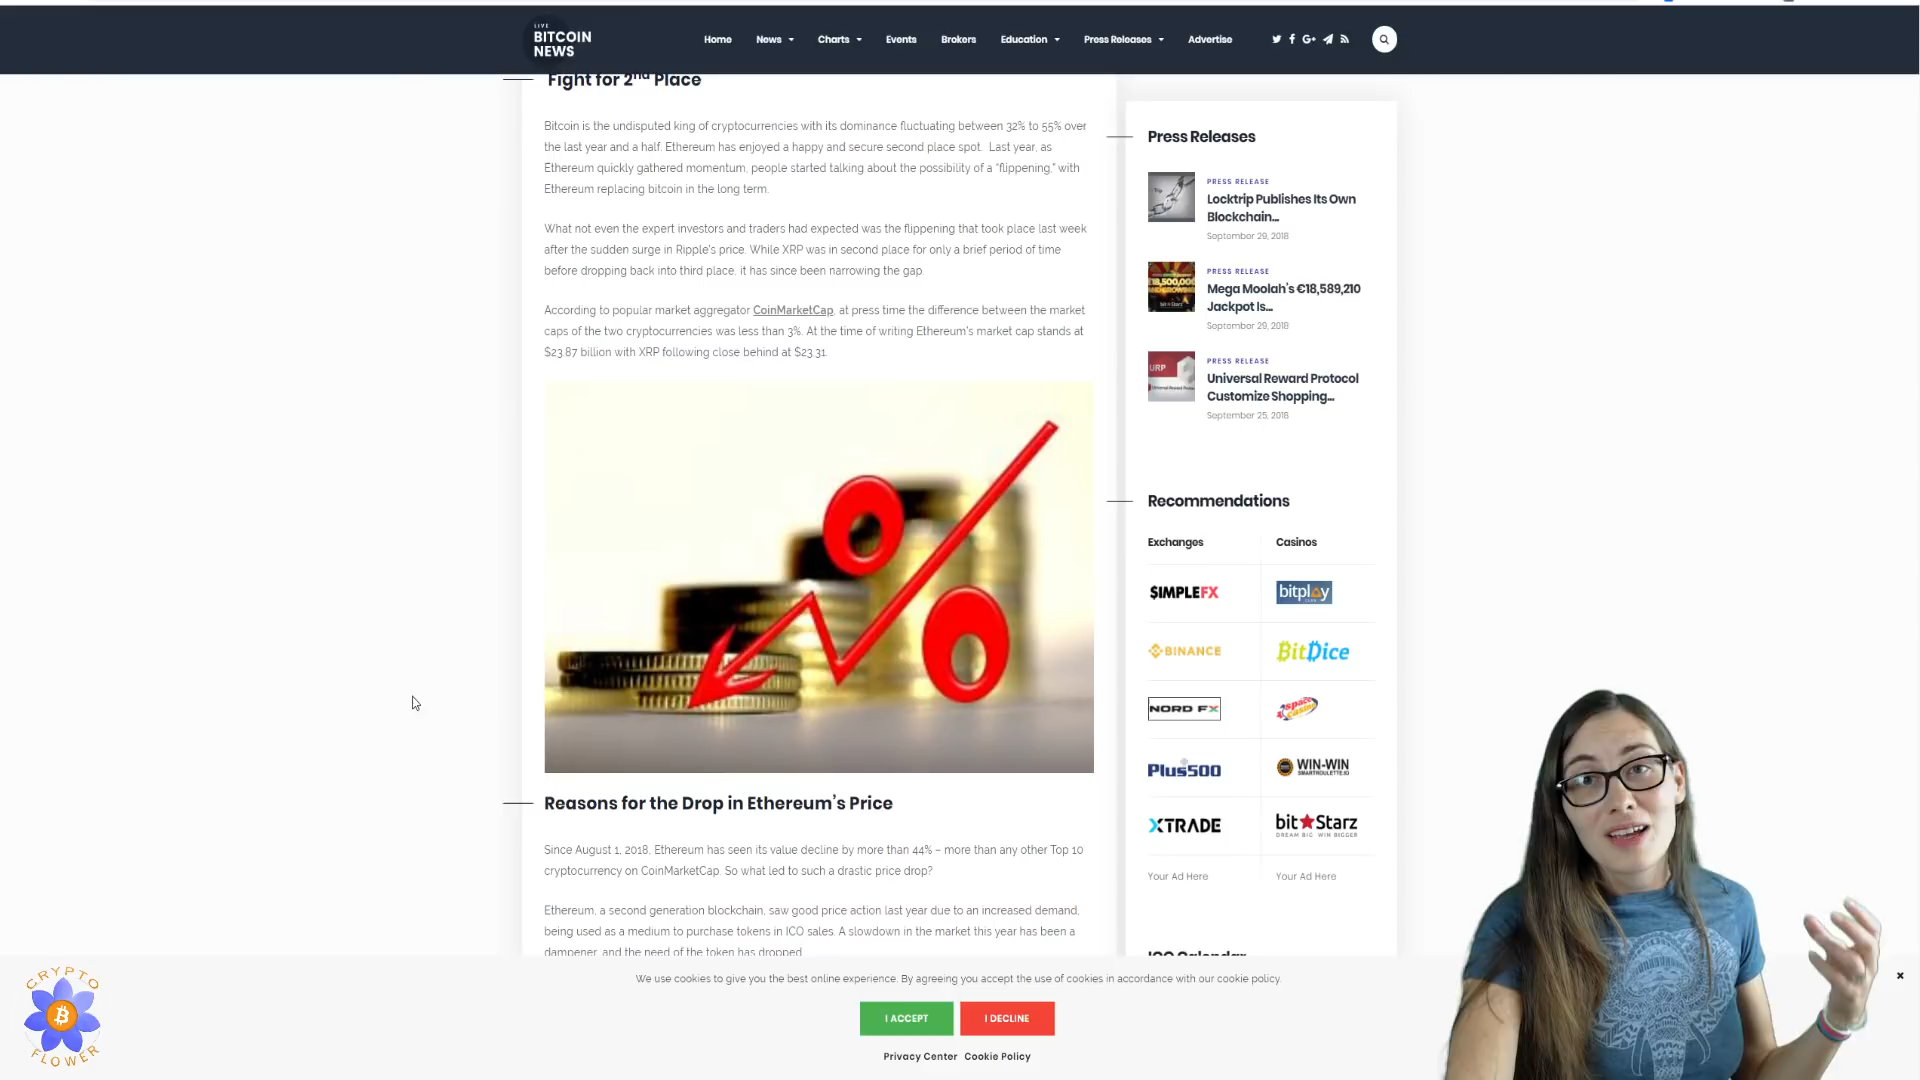 LIVE
BITCOIN
NEWS
Home
News
Charts
Events
Brokers
Education
Press Releases
Advertise
Fight for 2nd Place
Bitcoin is the undisputed king of cryptocurrencies with its dominance fluctuating between 32% to 55% over
the last year and a half. Ethereum has enjoyed a happy and secure second place spot. Last year, as
Ethereum quickly gathered momentum, people started talking about the possibility of a “flippening,” with
Ethereum replacing bitcoin in the long term.
What not even the expert investors and traders had expected was the flippening that took place last week
after the sudden surge in Ripple’s price. While XRP was in second place for only a brief period of time
before dropping back into third place, it has since been narrowing the gap.
According to popular market aggregator CoinMarketCap, at press time the difference between the market
caps of the two cryptocurrencies was less than 3%. At the time of writing Ethereum’s market cap stands at
$23.87 billion with XRP following close behind at $23.31.
Reasons for the Drop in Ethereum’s Price
Since August 1, 2018, Ethereum has seen its value decline by more than 44% – more than any other Top 10
cryptocurrency on CoinMarketCap. So what led to such a drastic price drop?
Ethereum, a second generation blockchain, saw good price action last year due to an increased demand,
being used as a medium to purchase tokens in ICO sales. A slowdown in the market this year has been a
dampener, and the need of the token has dropped.
Press Releases
PRESS RELEASE
Locktrip Publishes Its Own
Blockchain...
September 29, 2018
PRESS RELEASE
Mega Moolah’s €18,589,210
Jackpot Is...
September 29, 2018
PRESS RELEASE
Universal Reward Protocol
Customize Shopping...
September 25, 2018
Recommendations
Exchanges
Casinos
SIMPLEFX
bitplay
BINANCE
BitDice
NORD FX
space casino
Plus500
WIN-WIN
SMARTROULETTE.IO
XTRADE
bitStarz
DREAM BIG. WIN BIGGER
Your Ad Here
Your Ad Here
ICO Calendar
We use cookies to give you the best online experience. By agreeing you accept the use of cookies in accordance with our cookie policy.
I ACCEPT
I DECLINE
Privacy Center
Cookie Policy
CRYPTO
FLOWER